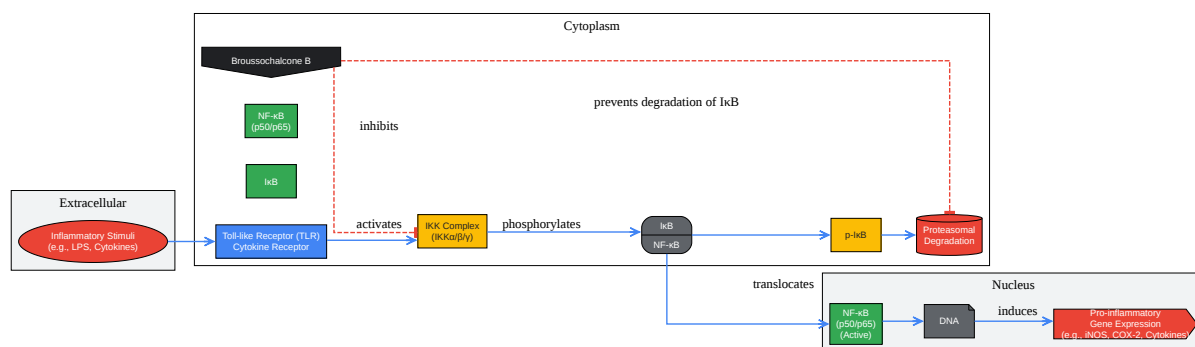 Cytoplasm
Broussochalcone B
prevents degradation of IκB
NF-κB
(p50/p65)
inhibits
IκB
Extracellular
Inflammatory Stimuli
(e.g., LPS, Cytokines)
Toll-like Receptor (TLR)
Cytokine Receptor
activates
IKK Complex
(IKKα/β/γ)
phosphorylates
IκB
NF-κB
p-IκB
Proteasomal
Degradation
translocates
Nucleus
NF-κB
(p50/p65)
(Active)
DNA
induces
Pro-inflammatory
Gene Expression
(e.g., iNOS, COX-2, Cytokines)